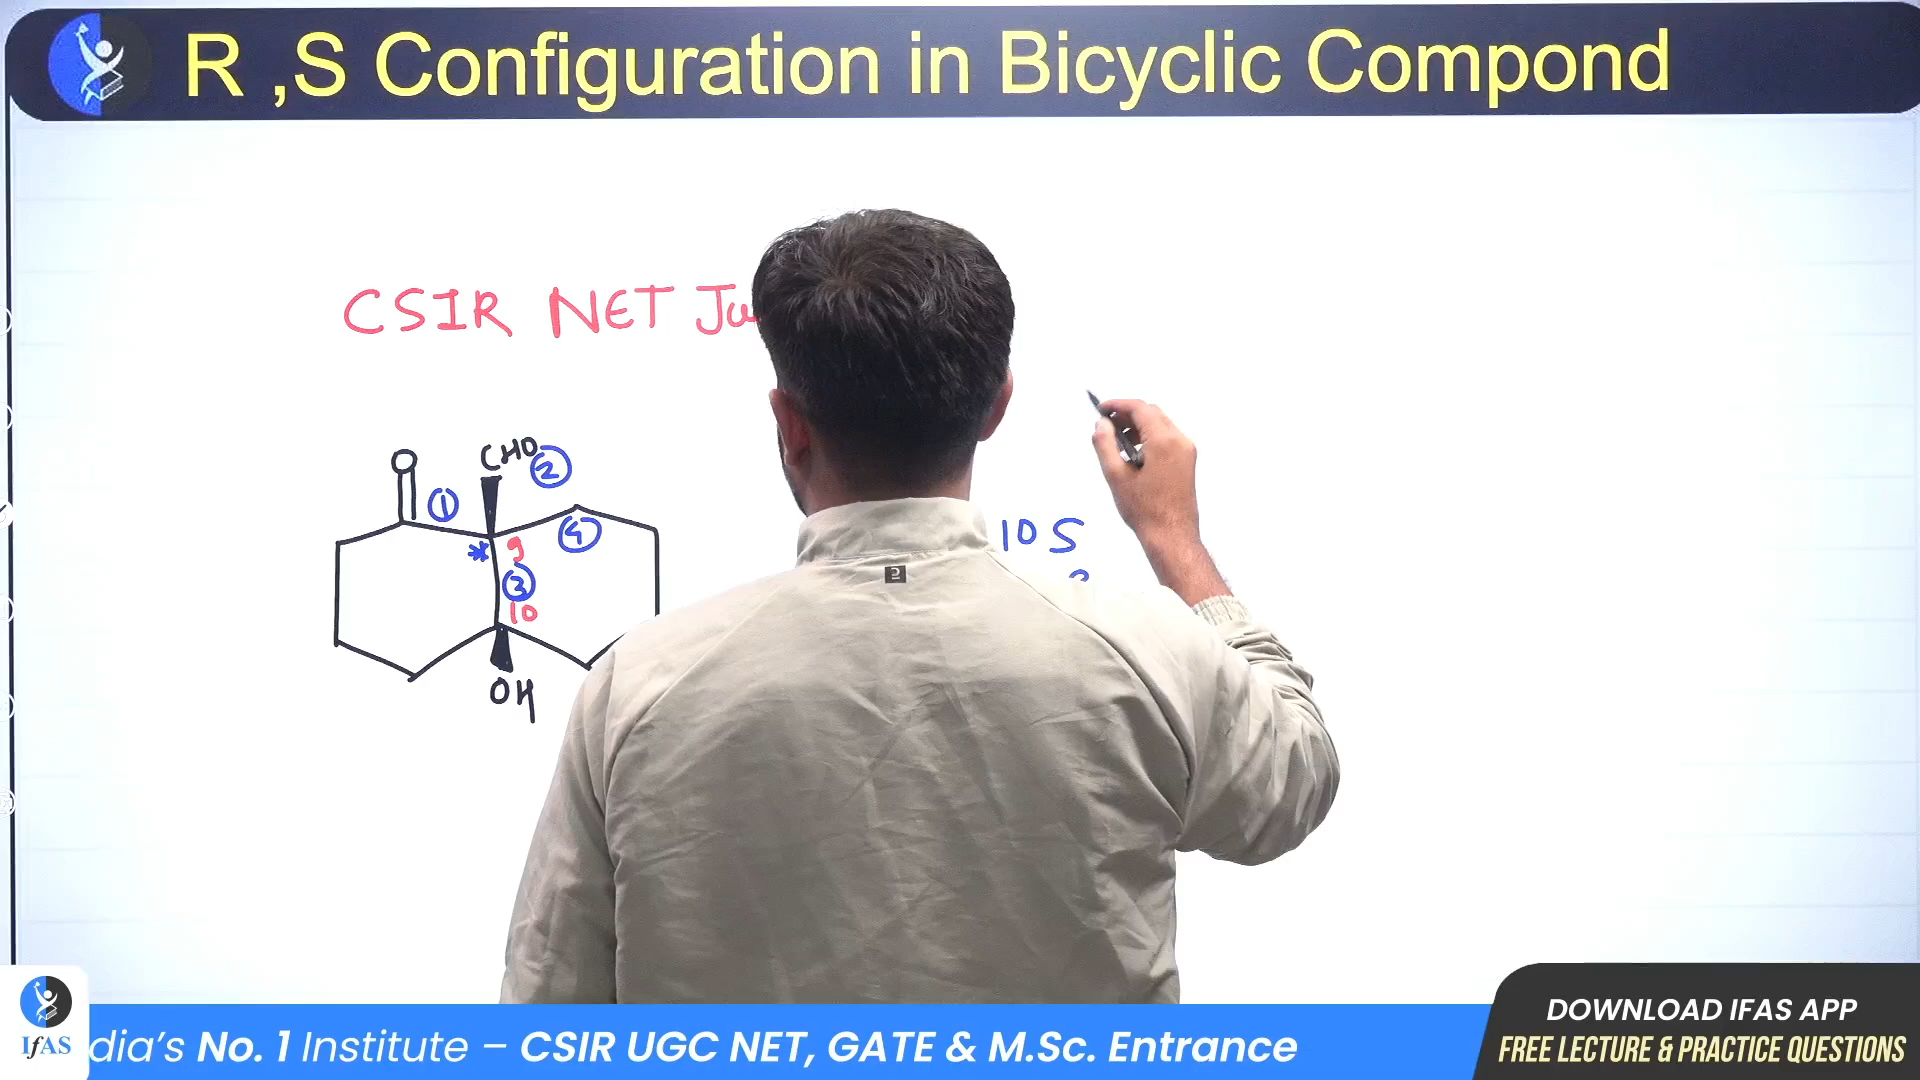 R ,S Configuration in Bicyclic Compond
CSIR NET Ju
O
CHO
①
②
④
*
9
③
10
OH
10 S
IfAS
dia's No. 1 Institute – CSIR UGC NET, GATE & M.Sc. Entrance
DOWNLOAD IFAS APP
FREE LECTURE & PRACTICE QUESTIONS